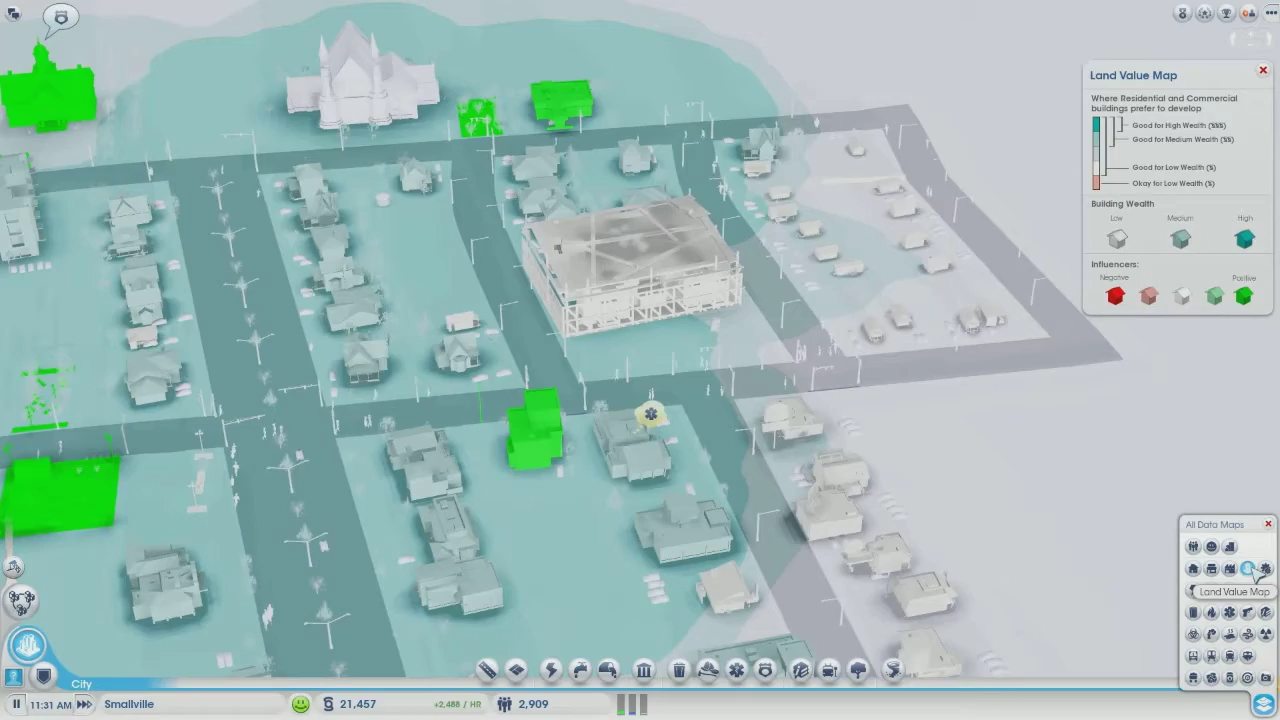 Land Value Map
Where Residential and Commercial
buildings prefer to develop
Good for High Wealth ($$$)
Good for Medium Wealth ($$)
Good for Low Wealth ($)
Okay for Low Wealth ($)
Building Wealth
Low Medium High
Influencers:
Negative Positive
All Data Maps
Land Value Map
City
11:31 AM Smallville 21,457 +2,488 / HR 2,909